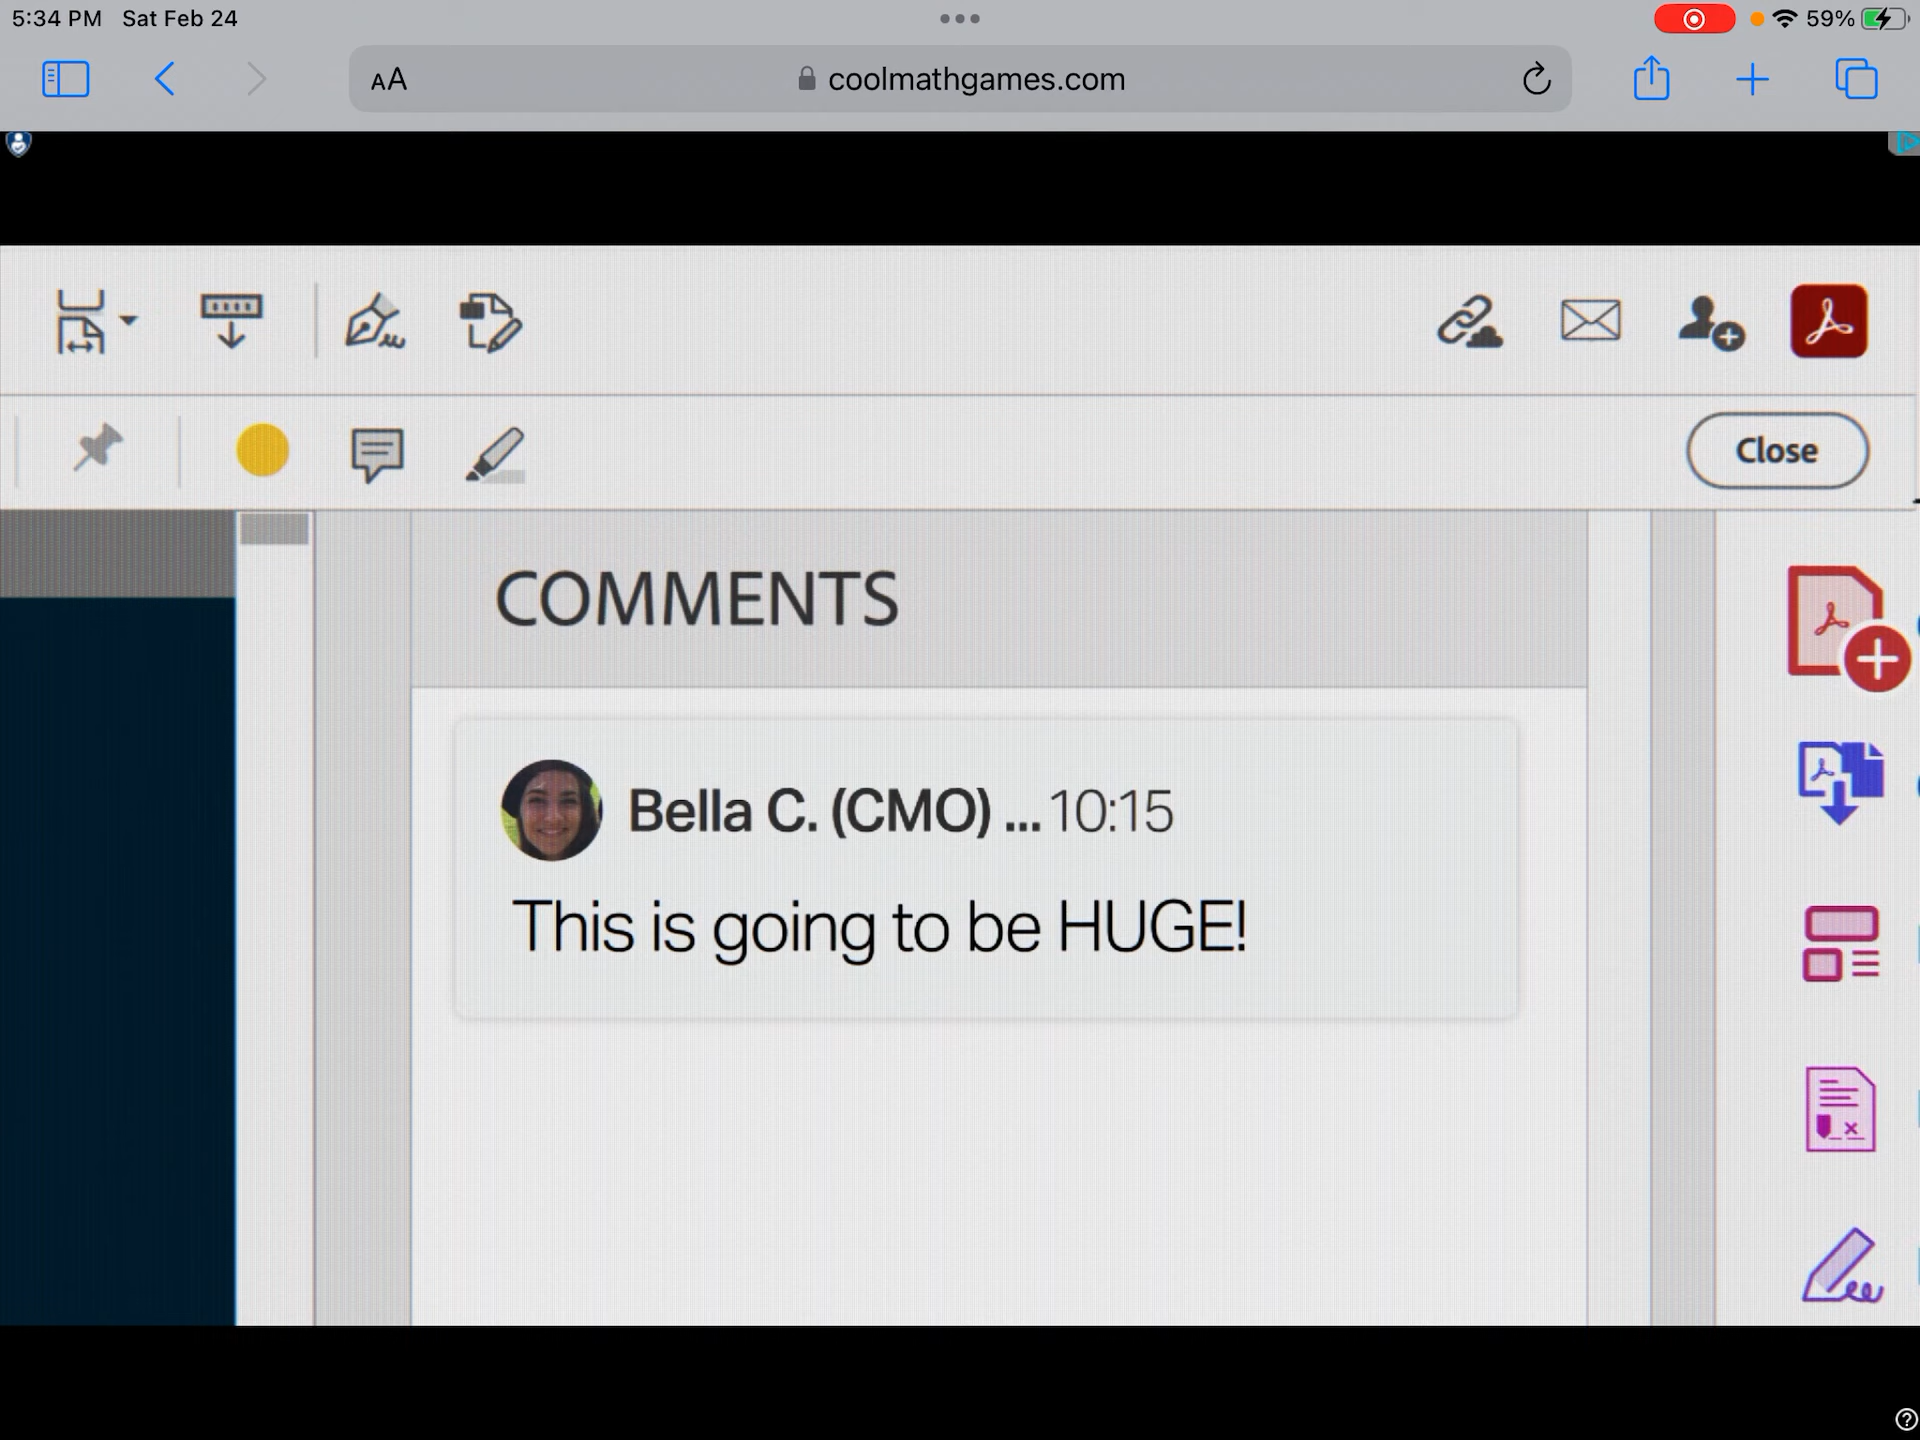 5:34 PM Sat Feb 24
59%
AA
coolmathgames.com
Close
COMMENTS
Bella C. (CMO) ... 10:15
This is going to be HUGE!